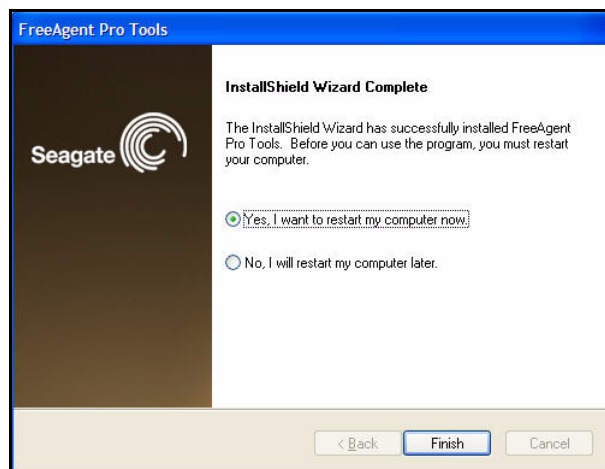 FreeAgent Pro Tools
Seagate
InstallShield Wizard Complete
The InstallShield Wizard has successfully installed FreeAgent
Pro Tools. Before you can use the program, you must restart
your computer.
Yes, I want to restart my computer now.
No, I will restart my computer later.
< Back
Finish
Cancel